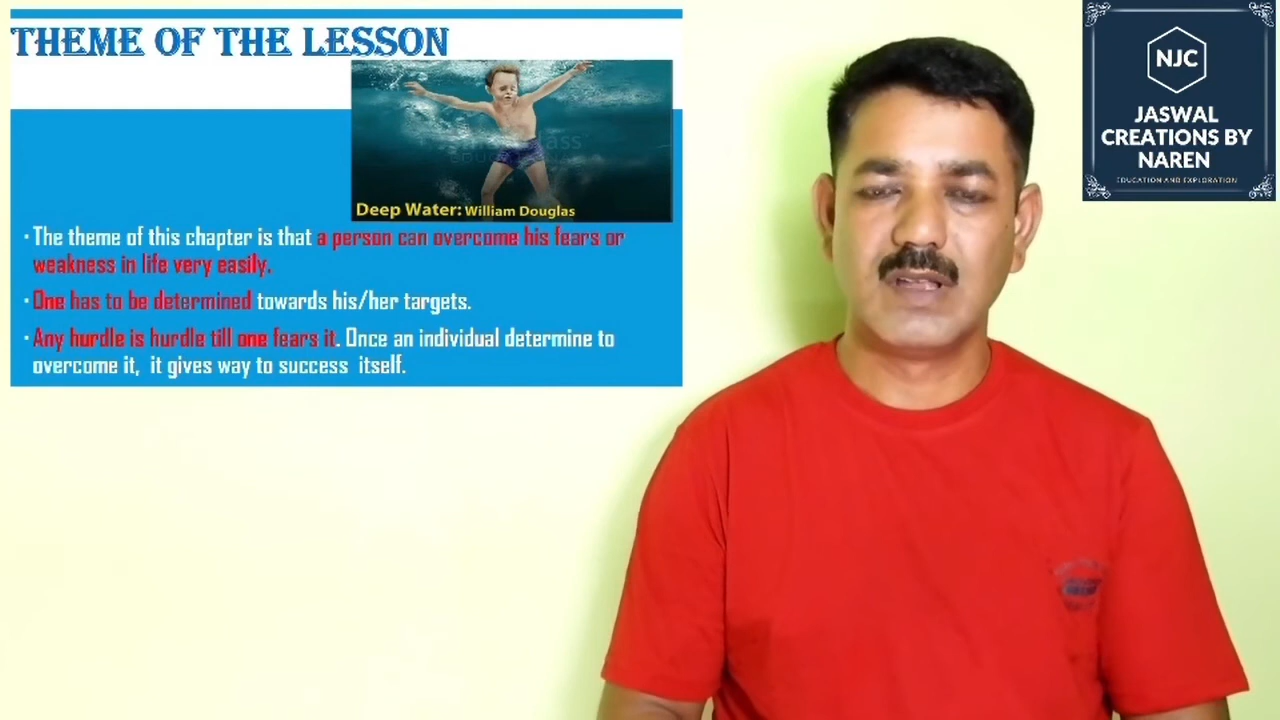 THEME OF THE LESSON
Deep Water: William Douglas
• The theme of this chapter is that a person can overcome his fears or
weakness in life very easily.
• One has to be determined towards his/her targets.
• Any hurdle is hurdle till one fears it. Once an individual determine to
overcome it, it gives way to success itself.
NJC
JASWAL
CREATIONS BY
NAREN
EDUCATION AND EXPLORATION